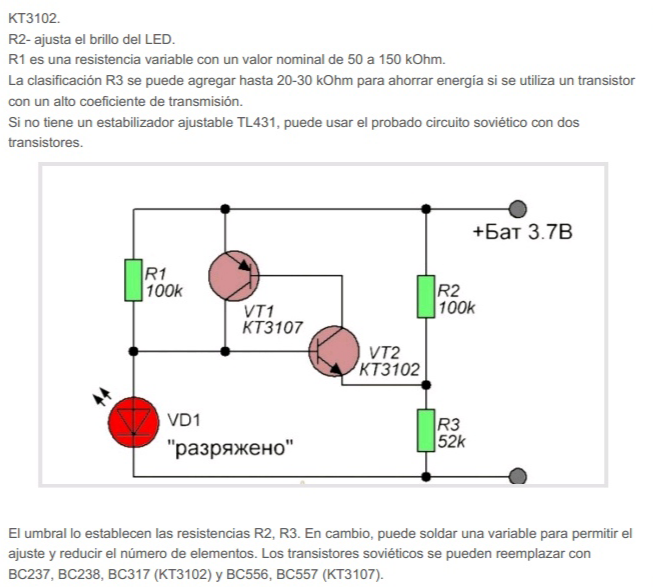 KT3102.
R2- ajusta el brillo del LED.
R1 es una resistencia variable con un valor nominal de 50 a 150 kOhm.
La clasificación R3 se puede agregar hasta 20-30 kOhm para ahorrar energía si se utiliza un transistor
con un alto coeficiente de transmisión.
Si no tiene un estabilizador ajustable TL431, puede usar el probado circuito soviético con dos
transistores.
+Бат 3.7В
R1
100k
VT1
КТ3107
R2
100k
VT2
КТ3102
VD1
"разряжено"
R3
52k
El umbral lo establecen las resistencias R2, R3. En cambio, puede soldar una variable para permitir el
ajuste y reducir el número de elementos. Los transistores soviéticos se pueden reemplazar con
BC237, BC238, BC317 (KT3102) y BC556, BC557 (KT3107).